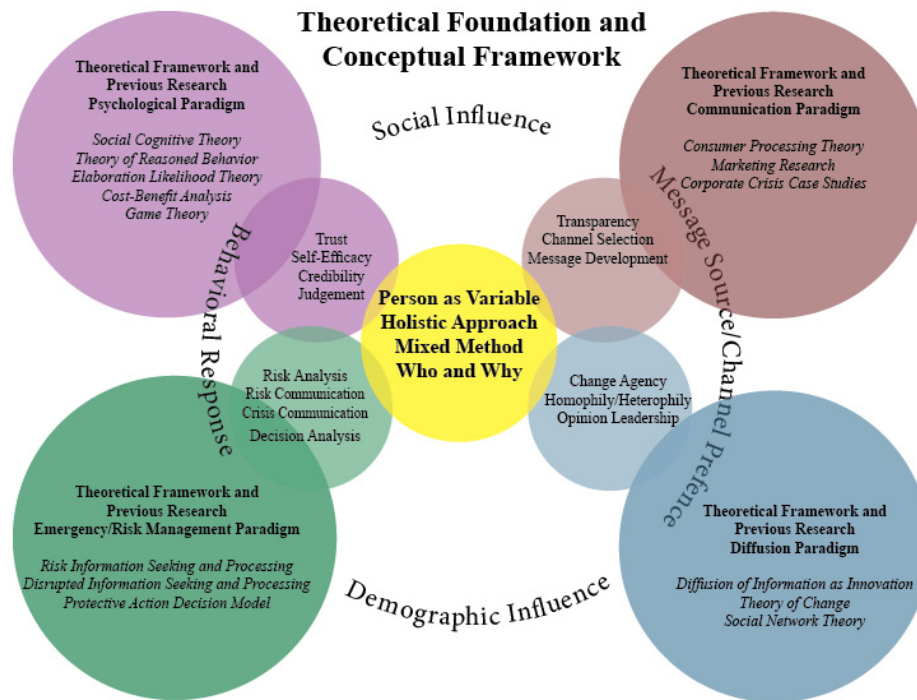 Theoretical Foundation and
Conceptual Framework
Theoretical Framework and
Previous Research
Psychological Paradigm
Social Cognitive Theory
Theory of Reasoned Behavior
Elaboration Likelihood Theory
Cost-Benefit Analysis
Game Theory
Social Influence
Theoretical Framework and
Previous Research
Communication Paradigm
Consumer Processing Theory
Marketing Research
Corporate Crisis Case Studies
Behavioral Response
Trust
Self-Efficacy
Credibility
Judgement
Transparency
Channel Selection
Message Development
Message Source/Channel Prefence
Person as Variable
Holistic Approach
Mixed Method
Who and Why
Risk Analysis
Risk Communication
Crisis Communication
Decision Analysis
Change Agency
Homophily/Heterophily
Opinion Leadership
Theoretical Framework and
Previous Research
Emergency/Risk Management Paradigm
Risk Information Seeking and Processing
Disrupted Information Seeking and Processing
Protective Action Decision Model
Demographic Influence
Theoretical Framework and
Previous Research
Diffusion Paradigm
Diffusion of Information as Innovation
Theory of Change
Social Network Theory